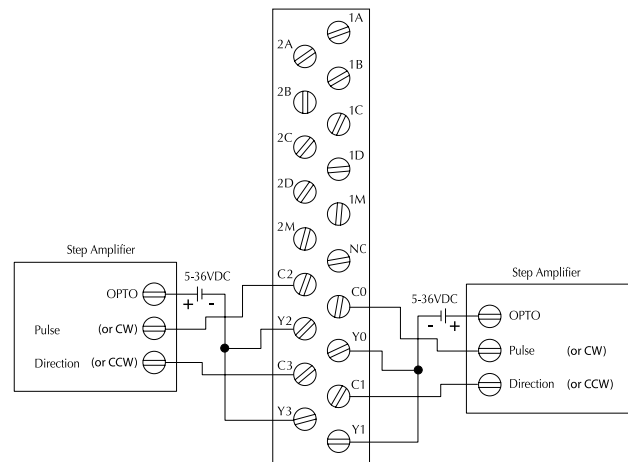 1A
2A
1B
2B
1C
2C
1D
2D
1M
2M
NC
C2
C0
Y2
Y0
C3
C1
Y3
Y1
Step Amplifier
5-36VDC
OPTO
+ -
Pulse (or CW)
Direction (or CCW)
Step Amplifier
5-36VDC
- +
OPTO
Pulse (or CW)
Direction (or CCW)